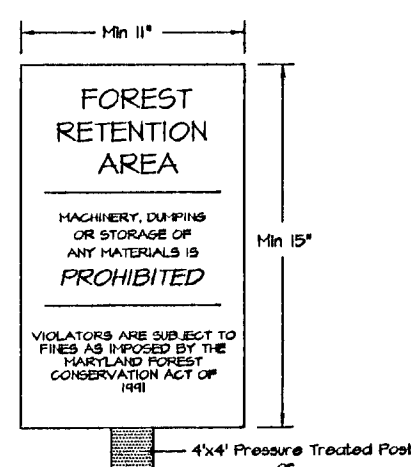 Min 11"
FOREST
RETENTION
AREA
MACHINERY, DUMPING
OR STORAGE OF
ANY MATERIALS IS
PROHIBITED
Min 15"
VIOLATORS ARE SUBJECT TO
FINES AS IMPOSED BY THE
MARYLAND FOREST
CONSERVATION ACT OF
1991
4'x4' Pressure Treated Post
or